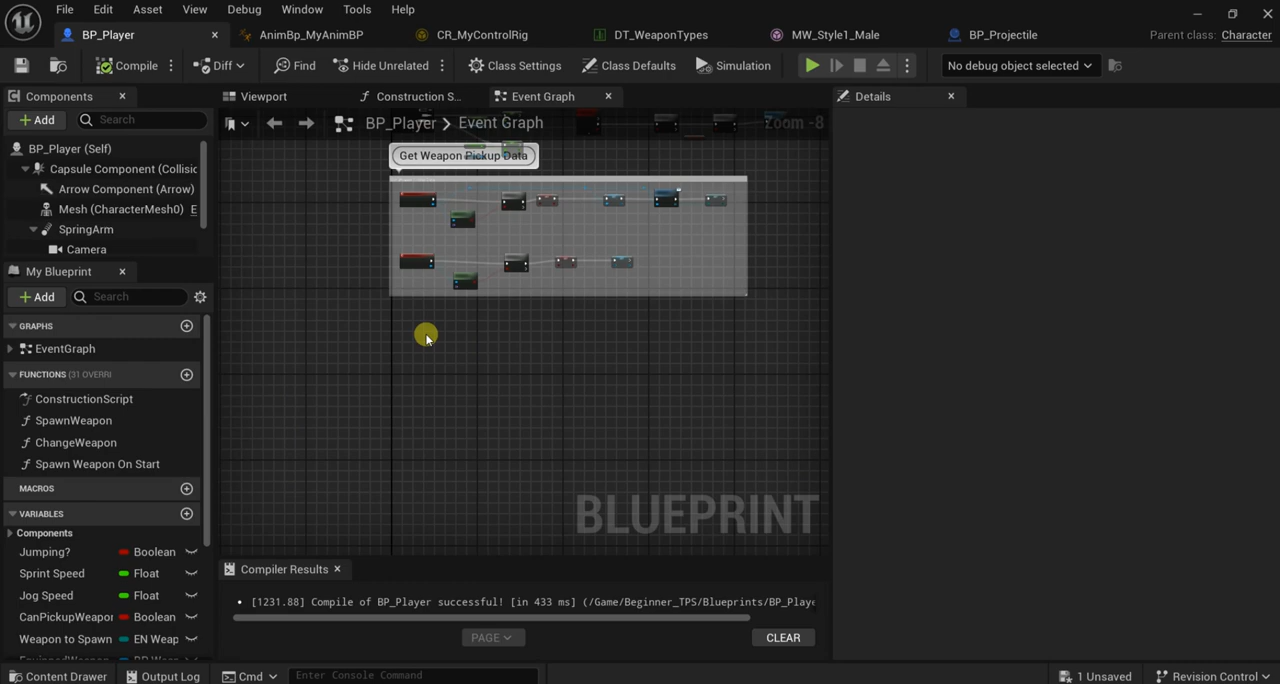 File Edit Asset View Debug Window Tools Help
BP_Player AnimBp_MyAnimBP CR_MyControlRig DT_WeaponTypes MW_Style1_Male BP_Projectile Parent class: Character
Compile Diff Find Hide Unrelated Class Settings Class Defaults Simulation No debug object selected
Components Viewport Construction S... Event Graph Details
Add Search
BP_Player > Event Graph Zoom -8
BP_Player (Self)
Get Weapon Pickup Data
Capsule Component (Collisic
Arrow Component (Arrow)
Mesh (CharacterMesh0) E
SpringArm
Camera
My Blueprint
Add Search
GRAPHS
EventGraph
FUNCTIONS (31 OVERRI
ConstructionScript
SpawnWeapon
ChangeWeapon
Spawn Weapon On Start
MACROS
VARIABLES
Components
Jumping? Boolean
Sprint Speed Float
Jog Speed Float
CanPickupWeapor Boolean
Weapon to Spawn EN Weap
BLUEPRINT
Compiler Results
[1231.88] Compile of BP_Player successful! [in 433 ms] (/Game/Beginner_TPS/Blueprints/BP_Playe
PAGE CLEAR
Content Drawer Output Log Cmd Enter Console Command 1 Unsaved Revision Control